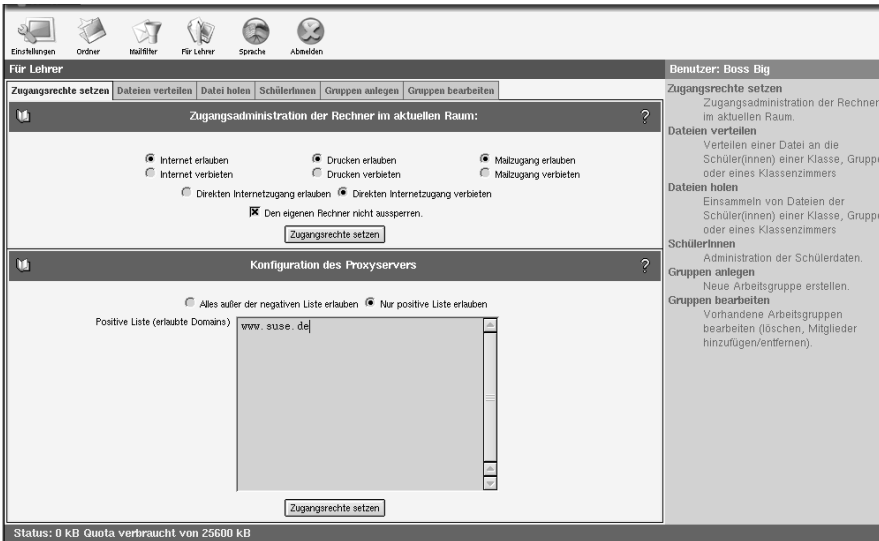 Einstellungen Ordner Mailfilter Für Lehrer Sprache Abmelden
Für Lehrer
Zugangsrechte setzen Dateien verteilen Datei holen SchülerInnen Gruppen anlegen Gruppen bearbeiten
Zugangsadministration der Rechner im aktuellen Raum: ?
Internet erlauben Drucken erlauben Mailzugang erlauben
Internet verbieten Drucken verbieten Mailzugang verbieten
Direkten Internetzugang erlauben Direkten Internetzugang verbieten
Den eigenen Rechner nicht aussperren.
Zugangsrechte setzen
Konfiguration des Proxyservers ?
Alles außer der negativen Liste erlauben Nur positive Liste erlauben
Positive Liste (erlaubte Domains) www.suse.de
Zugangsrechte setzen
Status: 0 kB Quota verbraucht von 25600 kB
Benutzer: Boss Big
Zugangsrechte setzen
Zugangsadministration der Rechner
im aktuellen Raum.
Dateien verteilen
Verteilen einer Datei an die
Schüler(innen) einer Klasse, Gruppe
oder eines Klassenzimmers
Dateien holen
Einsammeln von Dateien der
Schüler(innen) einer Klasse, Gruppe
oder eines Klassenzimmers
SchülerInnen
Administration der Schülerdaten.
Gruppen anlegen
Neue Arbeitsgruppe erstellen.
Gruppen bearbeiten
Vorhandene Arbeitsgruppen
bearbeiten (löschen, Mitglieder
hinzufügen/entfernen).